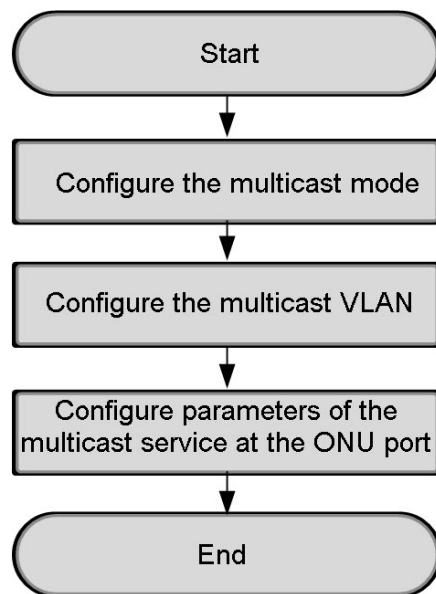 Start
Configure the multicast mode
Configure the multicast VLAN
Configure parameters of the
multicast service at the ONU port
End